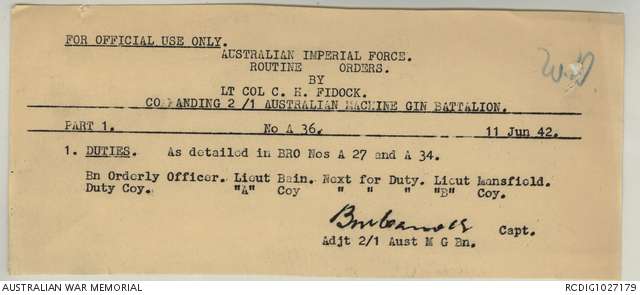 FOR OFFICIAL USE ONLY.
AUSTRALIAN IMPERIAL FORCE.
ROUTINE ORDERS.
BY
LT COL C. H. FIDOCK.
COMMANDING 2 /1 AUSTRALIAN MACHINE GIN BATTALION.
PART 1. No A 36. 11 Jun 42.
1. DUTIES. As detailed in BRO Nos A 27 and A 34.
Bn Orderly Officer. Lieut Bain. Next for Duty. Lieut Mansfield.
Duty Coy. "A" Coy " " " "B" Coy.
Capt.
Adjt 2/1 Aust M G Bn.
AUSTRALIAN WAR MEMORIAL RCDIG1027179